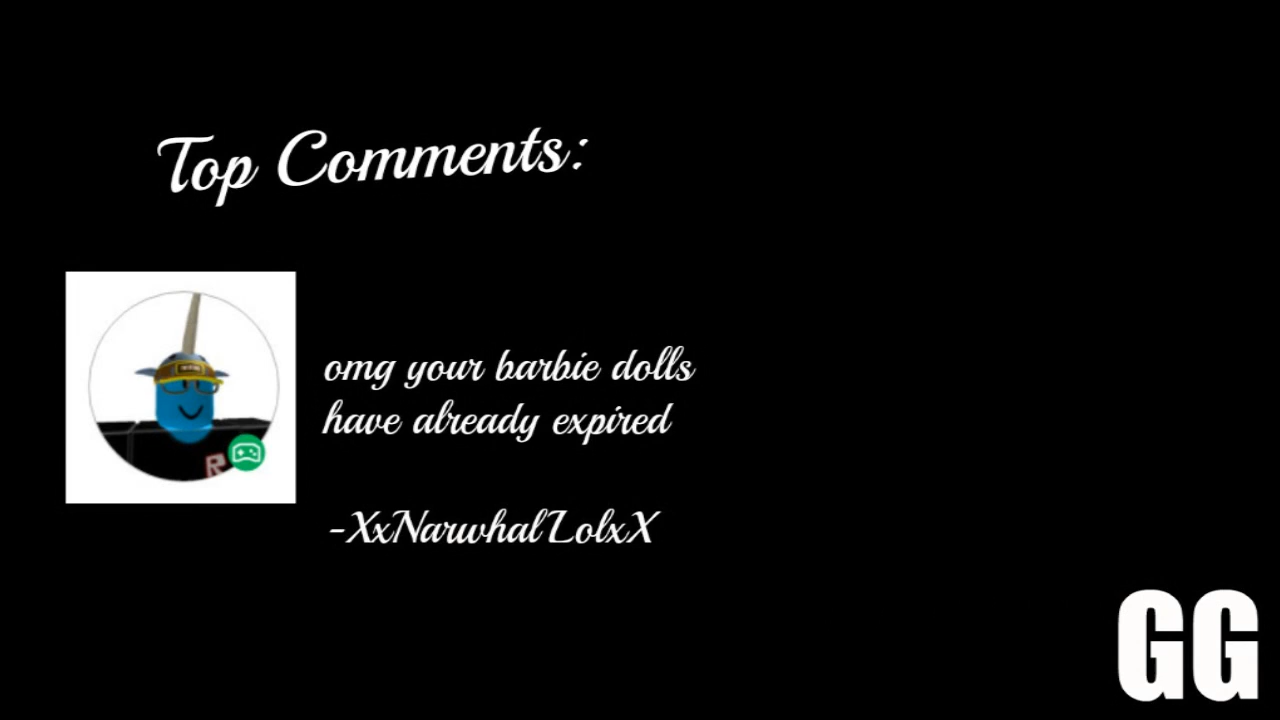 Top Comments:
omg your barbie dolls
have already expired
-XxNarwhalLolxX
R
GG